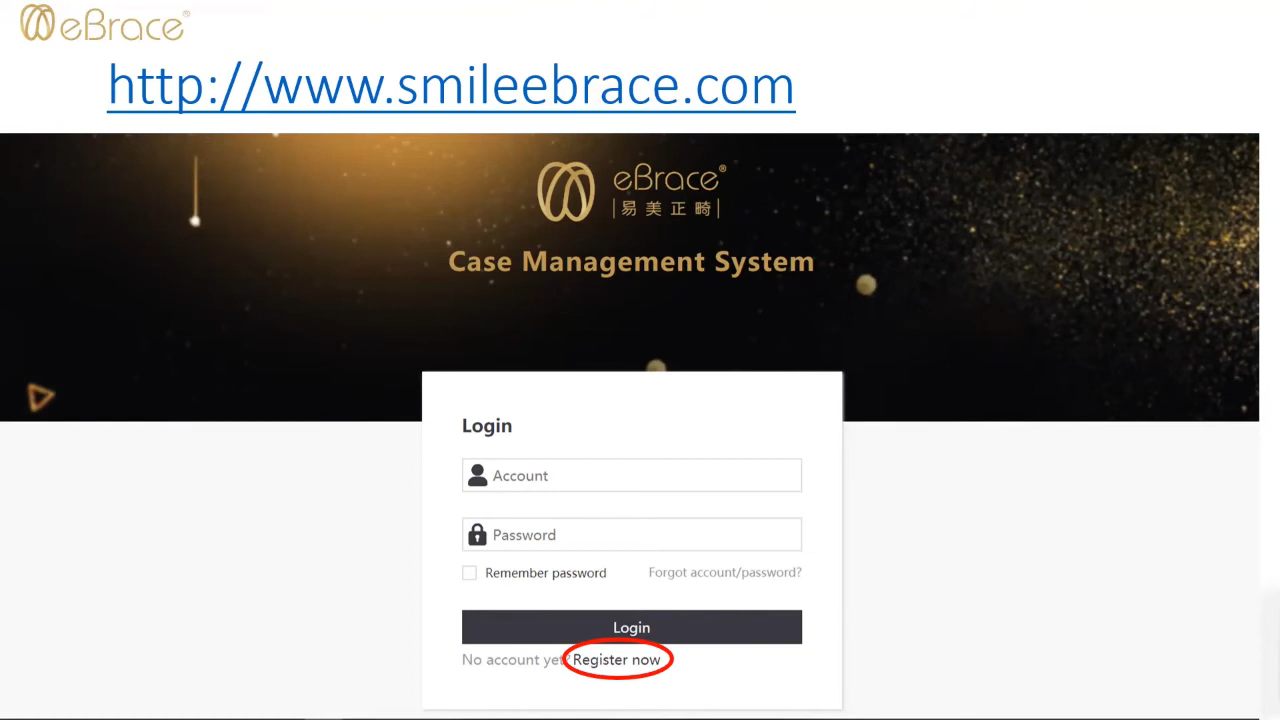 eBrace®
http://www.smileebrace.com
eBrace®
|易美正畸|
Case Management System
Login
Account
Password
Remember password Forgot account/password?
Login
No account yet? Register now